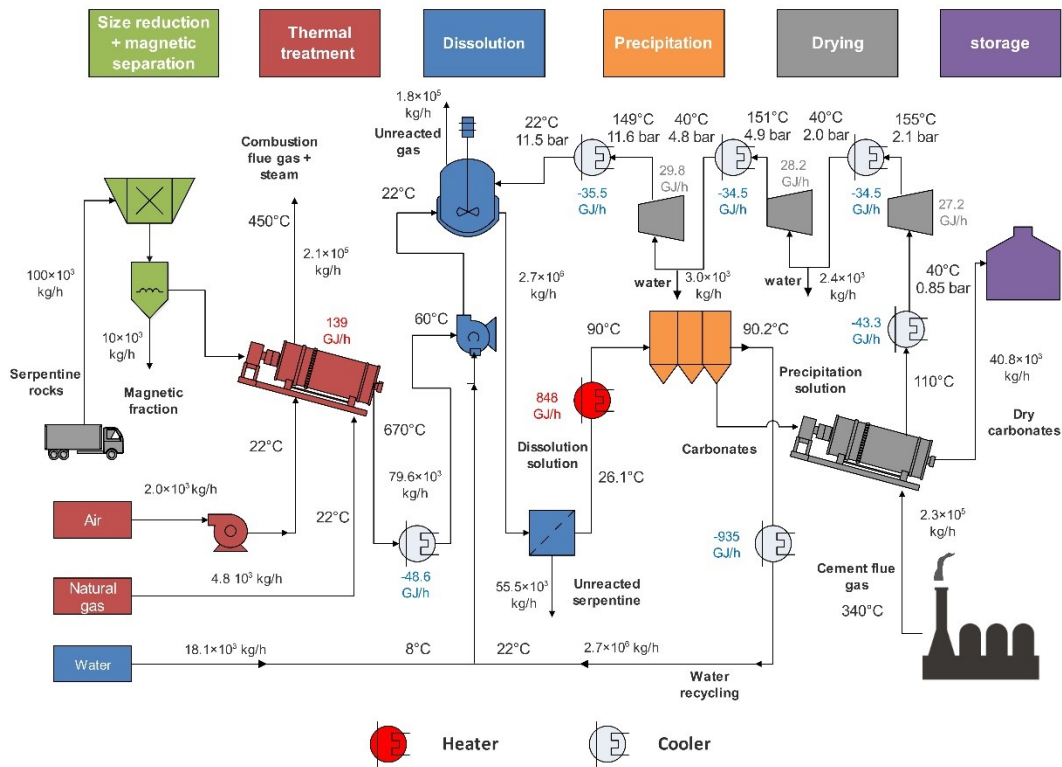 Size reduction
+ magnetic
separation
Thermal
treatment
Dissolution
Precipitation
Drying
storage
1.8×10⁵
kg/h
Unreacted
gas
22°C
11.5 bar
149°C
11.6 bar
40°C
4.8 bar
151°C
4.9 bar
40°C
2.0 bar
155°C
2.1 bar
Combustion
flue gas +
steam
29.8
GJ/h
28.2
GJ/h
27.2
GJ/h
-35.5
GJ/h
-34.5
GJ/h
-34.5
GJ/h
22°C
450°C
2.1×10⁵
kg/h
100×10³
kg/h
2.7×10⁶
kg/h
water
3.0×10³
kg/h
water
2.4×10³
kg/h
40°C
0.85 bar
10×10³
kg/h
139
GJ/h
60°C
90°C
90.2°C
-43.3
GJ/h
Serpentine
rocks
Magnetic
fraction
Precipitation
solution
110°C
40.8×10³
kg/h
848
GJ/h
Dry
carbonates
22°C
670°C
Dissolution
solution
Carbonates
79.6×10³
kg/h
26.1°C
2.0×10³ kg/h
Air
22°C
2.3×10⁵
kg/h
-935
GJ/h
Cement flue
gas
340°C
-48.6
GJ/h
4.8 10³ kg/h
Natural
gas
55.5×10³
kg/h
Unreacted
serpentine
Water
18.1×10³ kg/h
8°C
22°C
2.7×10⁶ kg/h
Water
recycling
Heater
Cooler